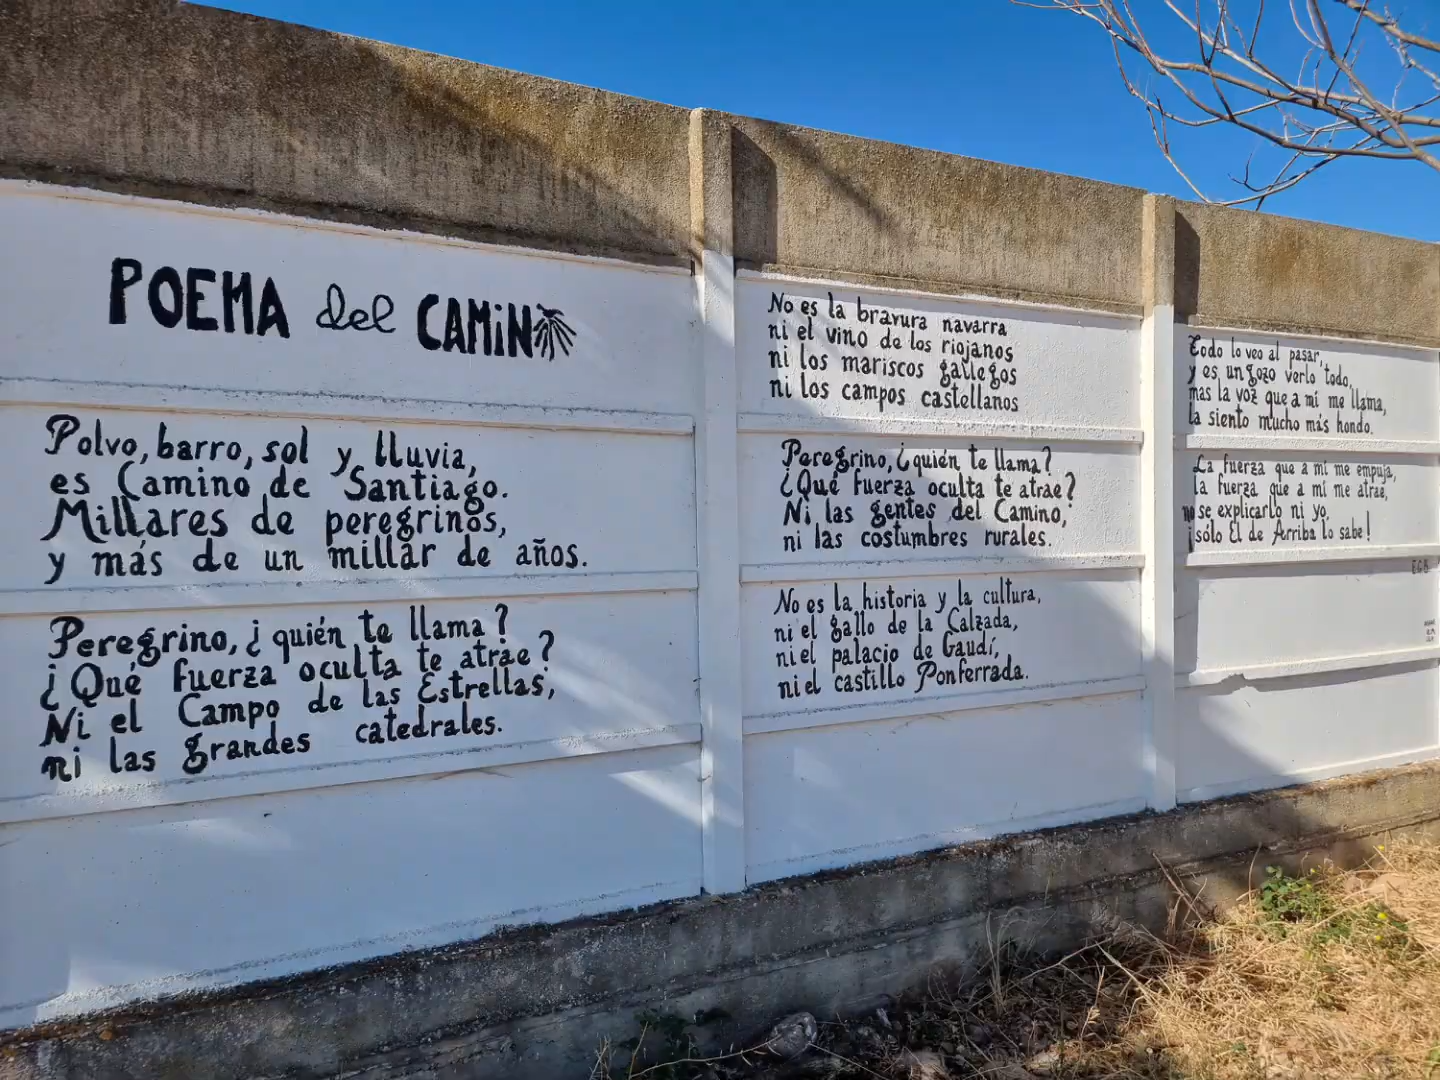 POEMA del CAMIN
Polvo, barro, sol y lluvia,
es Camino de Santiago.
Millares de peregrinos,
y más de un millar de años.
Peregrino, ¿quién te llama?
¿Qué fuerza oculta te atrae?
Ni el Campo de las Estrellas,
ni las grandes catedrales.
No es la bravura navarra
ni el vino de los riojanos
ni los mariscos gallegos
ni los campos castellanos
Peregrino, ¿quién te llama?
¿Qué fuerza oculta te atrae?
Ni las gentes del Camino,
ni las costumbres rurales.
No es la historia y la cultura,
ni el gallo de la Calzada,
ni el palacio de Gaudí,
ni el castillo Ponferrada.
Todo lo veo al pasar,
y es un gozo verlo todo,
mas la voz que a mi me llama,
la siento mucho más hondo.
La fuerza que a mi me empuja,
la fuerza que a mi me atrae,
no se explicarlo ni yo,
¡sólo El de Arriba lo sabe!
EGB